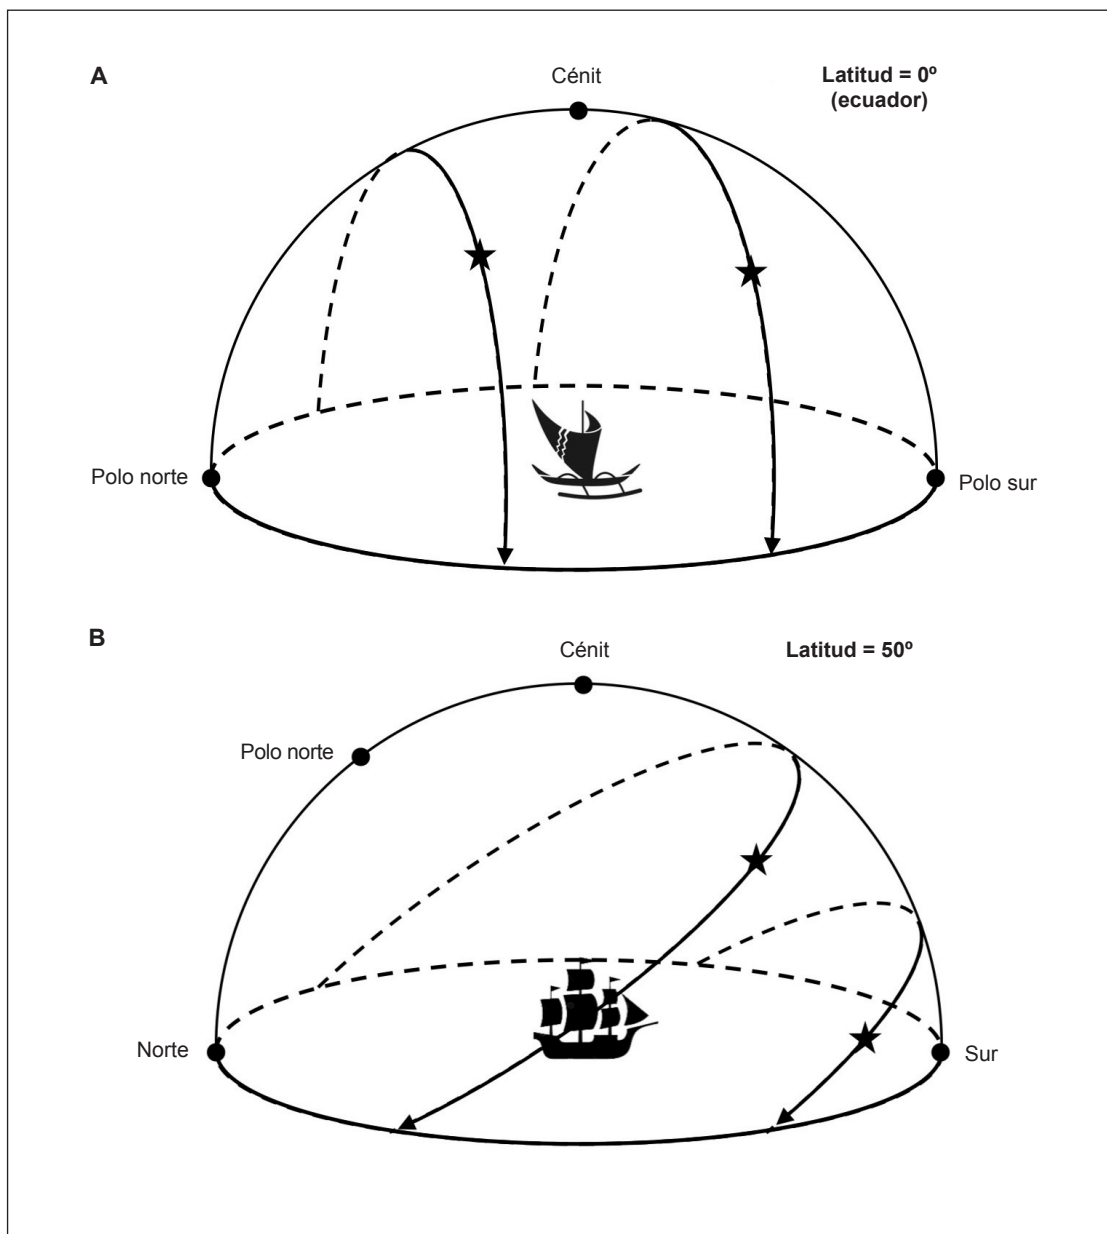 A
Cénit
Latitud = 0º
(ecuador)
Polo norte
Polo sur
B
Cénit
Latitud = 50º
Polo norte
Norte
Sur